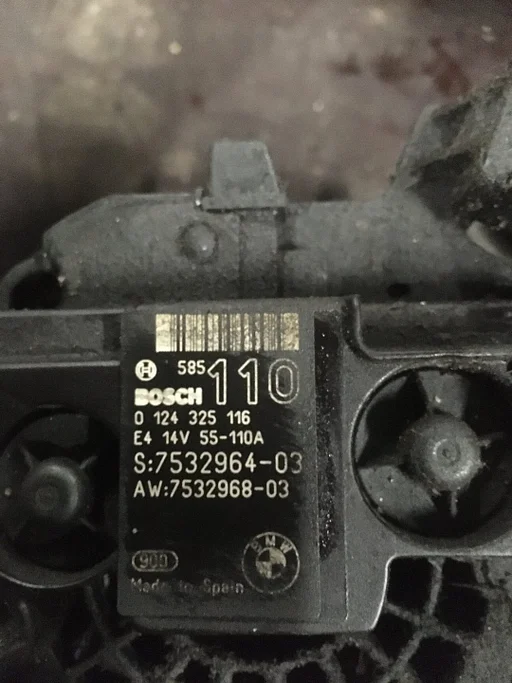 585 110
BOSCH
0 124 325 116
E4 14V 55-110A
S:7532964-03
AW:7532968-03
BMW
900
Made in Spain